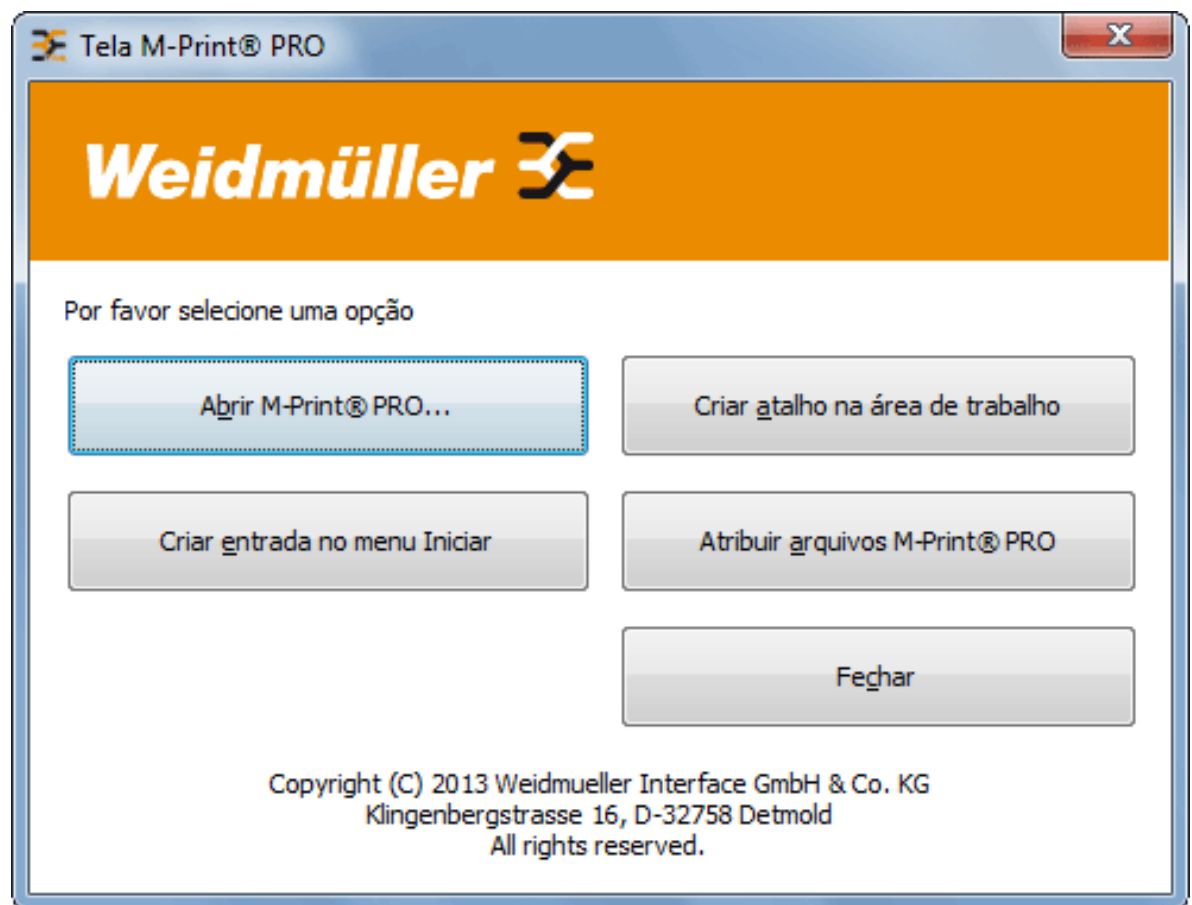 Tela M-Print® PRO
Weidmüller
Por favor selecione uma opção
Abrir M-Print® PRO...
Criar atalho na área de trabalho
Criar entrada no menu Iniciar
Atribuir arquivos M-Print® PRO
Fechar
Copyright (C) 2013 Weidmueller Interface GmbH & Co. KG
Klingenbergstrasse 16, D-32758 Detmold
All rights reserved.